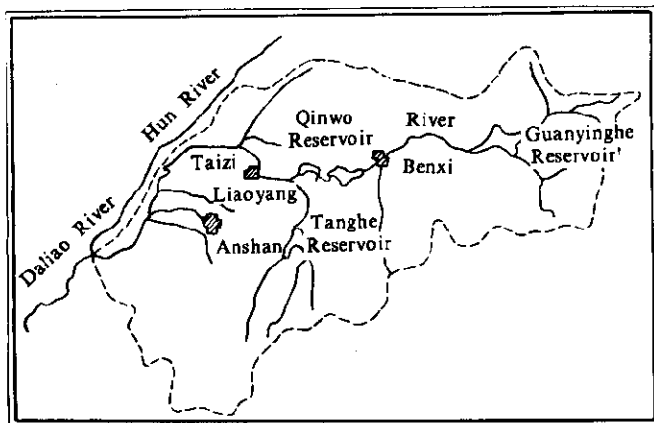 Hun River
Qinwo
Reservoir
River
Guanyinghe
Reservoir'
Taizi
Benxi
Liaoyang
Daliao River
Anshan
Tanghe
Reservoir